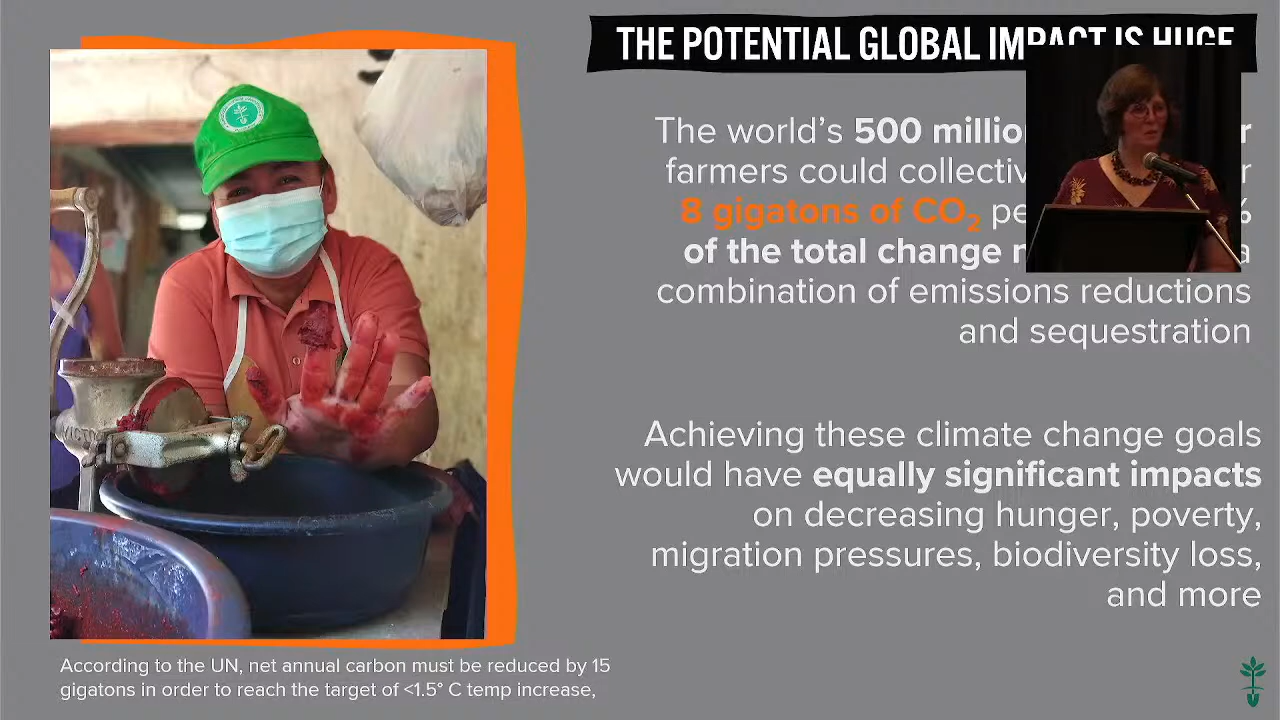 THE POTENTIAL GLOBAL IMPACT IS HUGE
The world's 500 millio r
farmers could collectiv r
8 gigatons of CO₂ pe %
of the total change a
combination of emissions reductions
and sequestration
Achieving these climate change goals
would have equally significant impacts
on decreasing hunger, poverty,
migration pressures, biodiversity loss,
and more
According to the UN, net annual carbon must be reduced by 15
gigatons in order to reach the target of <1.5° C temp increase,